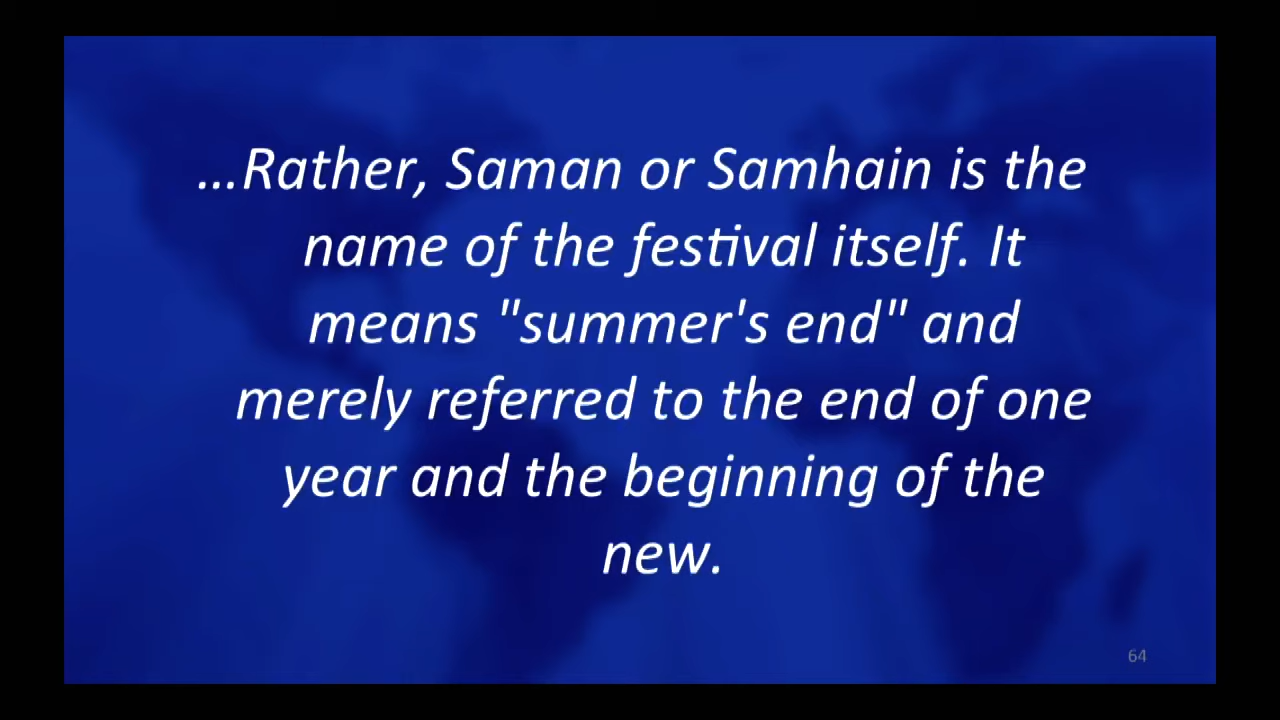 ...Rather, Saman or Samhain is the
name of the festival itself. It
means "summer's end" and
merely referred to the end of one
year and the beginning of the
new.
64